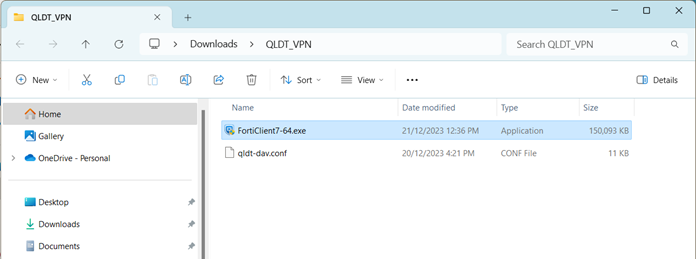 QLDT_VPN
Downloads
QLDT_VPN
Search QLDT_VPN
New
Sort
View
Details
Home
Gallery
OneDrive - Personal
Desktop
Downloads
Documents
Name Date modified Type Size
FortiClient7-64.exe 21/12/2023 12:36 PM Application 150,093 KB
qldt-dav.conf 20/12/2023 4:21 PM CONF File 11 KB